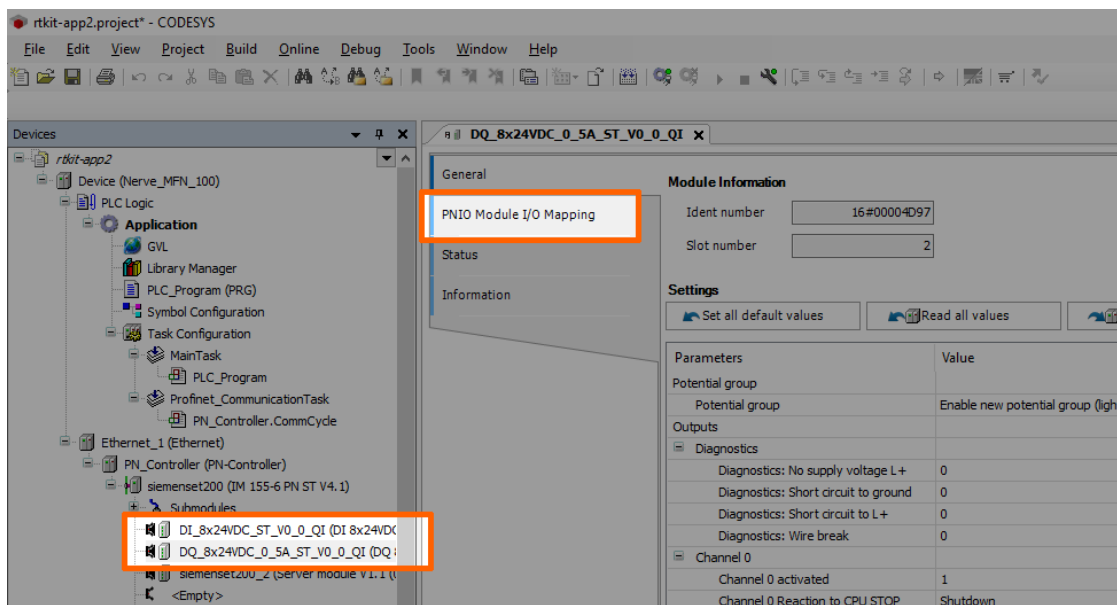 rtkit-app2.project* - CODESYS
File Edit View Project Build Online Debug Tools Window Help
Devices
rtkit-app2
Device (Nerve_MFN_100)
PLC Logic
Application
GVL
Library Manager
PLC_Program (PRG)
Symbol Configuration
Task Configuration
MainTask
PLC_Program
Profinet_CommunicationTask
PN_Controller.CommCycle
Ethernet_1 (Ethernet)
PN_Controller (PN-Controller)
siemenset200 (IM 155-6 PN ST V4.1)
Submodules
DI_8x24VDC_ST_V0_0_QI (DI 8x24VDC
DQ_8x24VDC_0_5A_ST_V0_0_QI (DQ
siemenset200_2 (Server module V1.1 (
<Empty>
DQ_8x24VDC_0_5A_ST_V0_0_QI
General
PNIO Module I/O Mapping
Status
Information
Module Information
Ident number 16#00004D97
Slot number 2
Settings
Set all default values Read all values
Parameters Value
Potential group
Potential group Enable new potential group (ligh
Outputs
Diagnostics
Diagnostics: No supply voltage L+ 0
Diagnostics: Short circuit to ground 0
Diagnostics: Short circuit to L+ 0
Diagnostics: Wire break 0
Channel 0
Channel 0 activated 1
Channel 0 Reaction to CPU STOP Shutdown